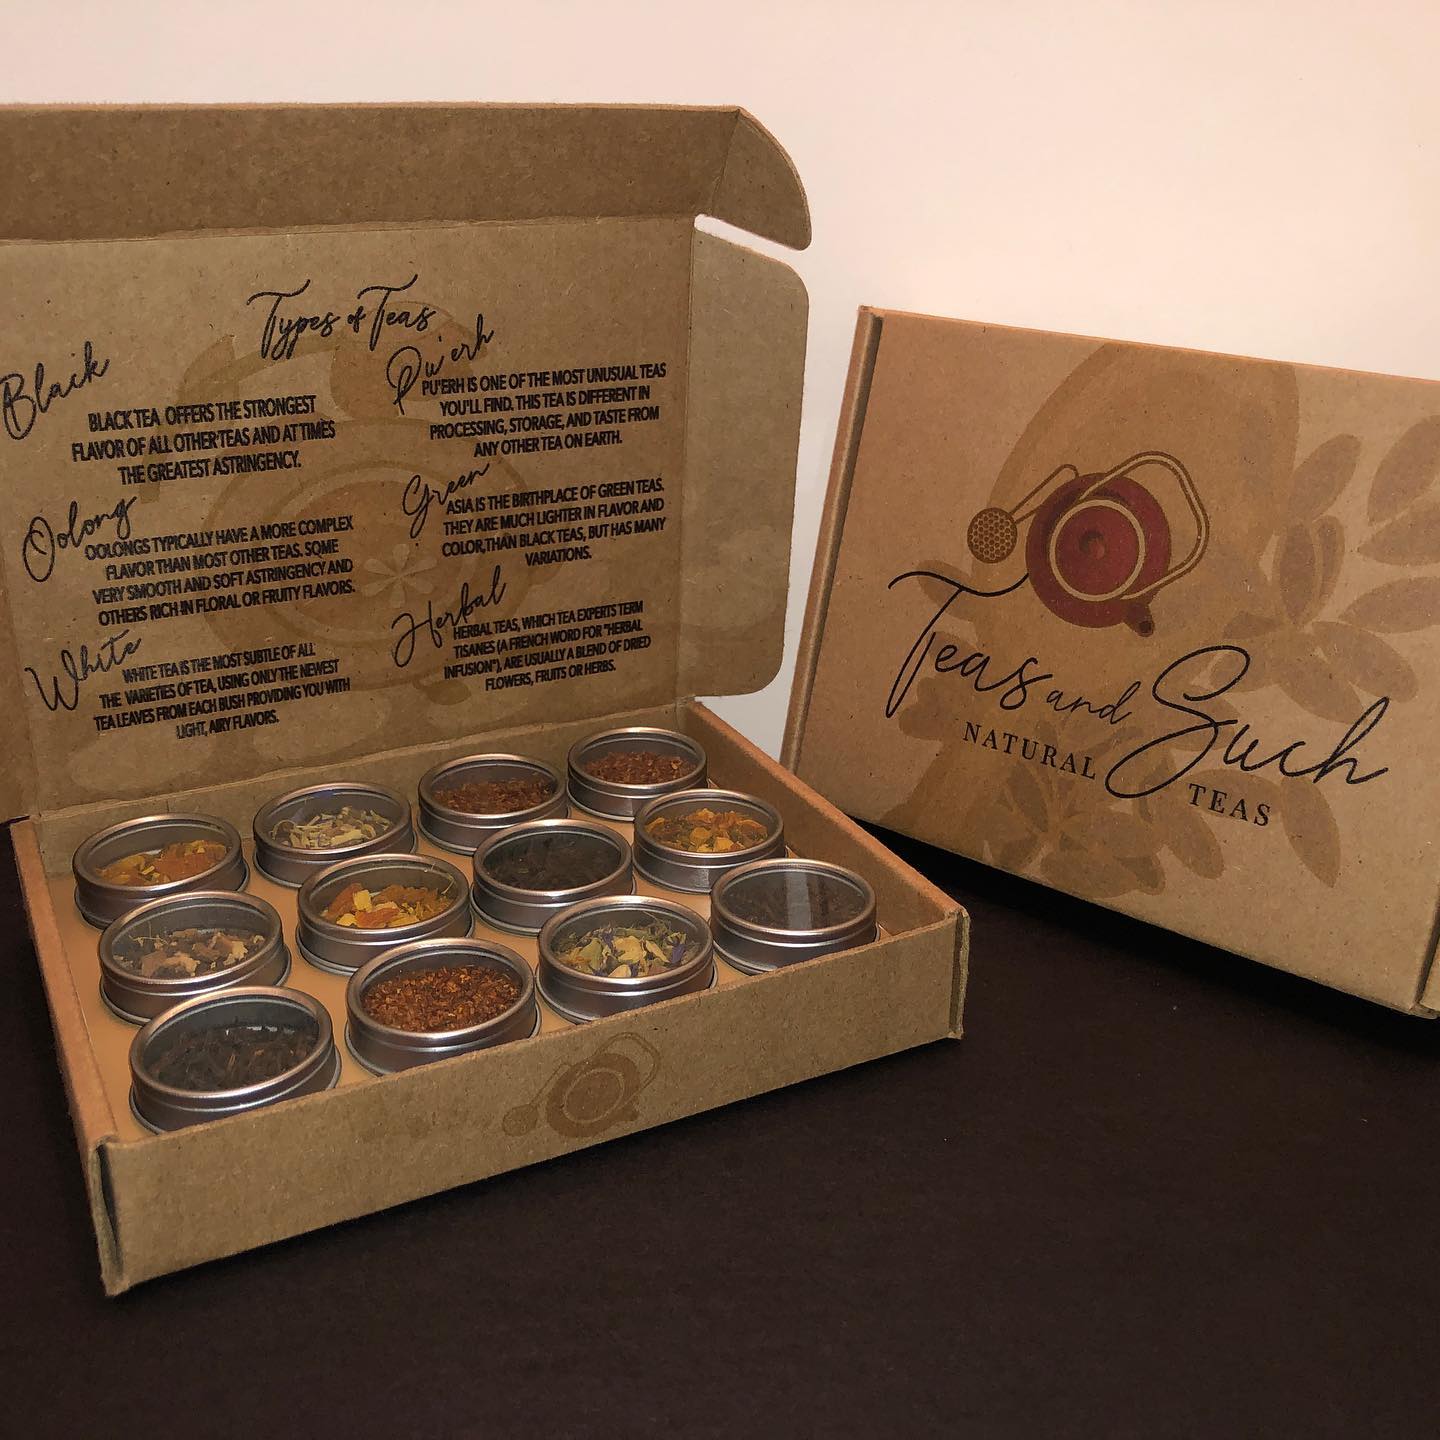 Types of Teas
Black
BLACK TEA OFFERS THE STRONGEST
FLAVOR OF ALL OTHER TEAS AND AT TIMES
THE GREATEST ASTRINGENCY.
Oolong
OOLONGS TYPICALLY HAVE A MORE COMPLEX
FLAVOR THAN MOST OTHER TEAS. SOME
VERY SMOOTH AND SOFT ASTRINGENCY AND
OTHERS RICH IN FLORAL OR FRUITY FLAVORS.
White
WHITE TEA IS THE MOST SUBTLE OF ALL
THE VARIETIES OF TEA, USING ONLY THE NEWEST
TEA LEAVES FROM EACH BUSH PROVIDING YOU WITH
LIGHT, AIRY FLAVORS.
Pu'erh
PU'ERH IS ONE OF THE MOST UNUSUAL TEAS
YOU'LL FIND. THIS TEA IS DIFFERENT IN
PROCESSING, STORAGE, AND TASTE FROM
ANY OTHER TEA ON EARTH.
Green
ASIA IS THE BIRTHPLACE OF GREEN TEAS.
THEY ARE MUCH LIGHTER IN FLAVOR AND
COLOR,THAN BLACK TEAS, BUT HAS MANY
VARIATIONS.
Herbal
HERBAL TEAS, WHICH TEA EXPERTS TERM
TISANES (A FRENCH WORD FOR "HERBAL
INFUSION"), ARE USUALLY A BLEND OF DRIED
FLOWERS, FRUITS OR HERBS.
Teas and Such
NATURAL TEAS